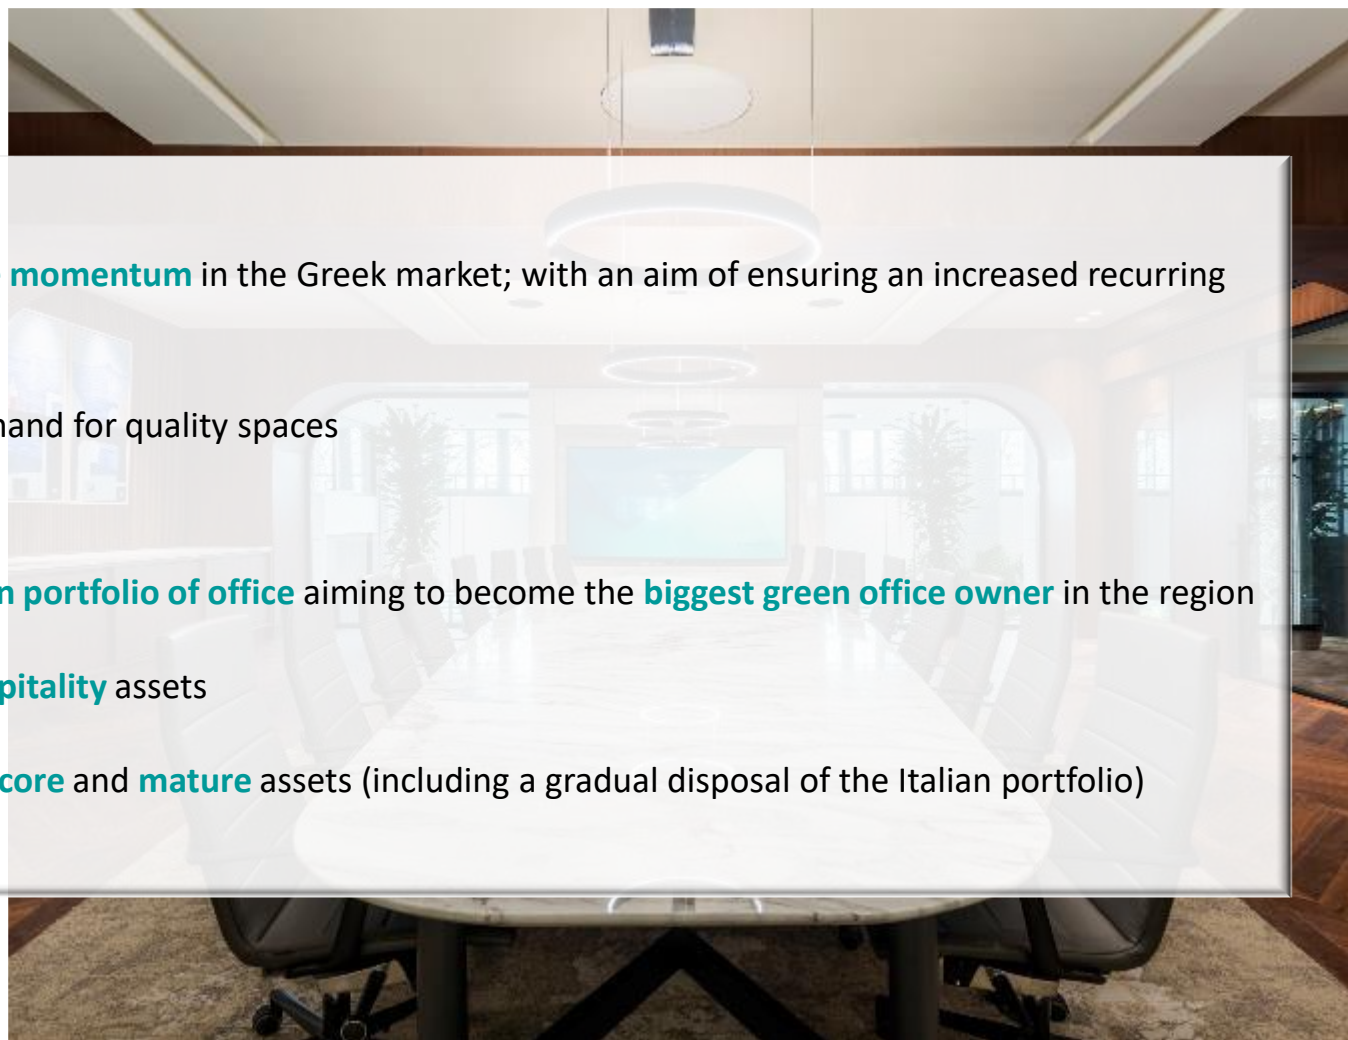 momentum in the Greek market; with an aim of ensuring an increased recurring
and for quality spaces
portfolio of office aiming to become the biggest green office owner in the region
pitality assets
core and mature assets (including a gradual disposal of the Italian portfolio)